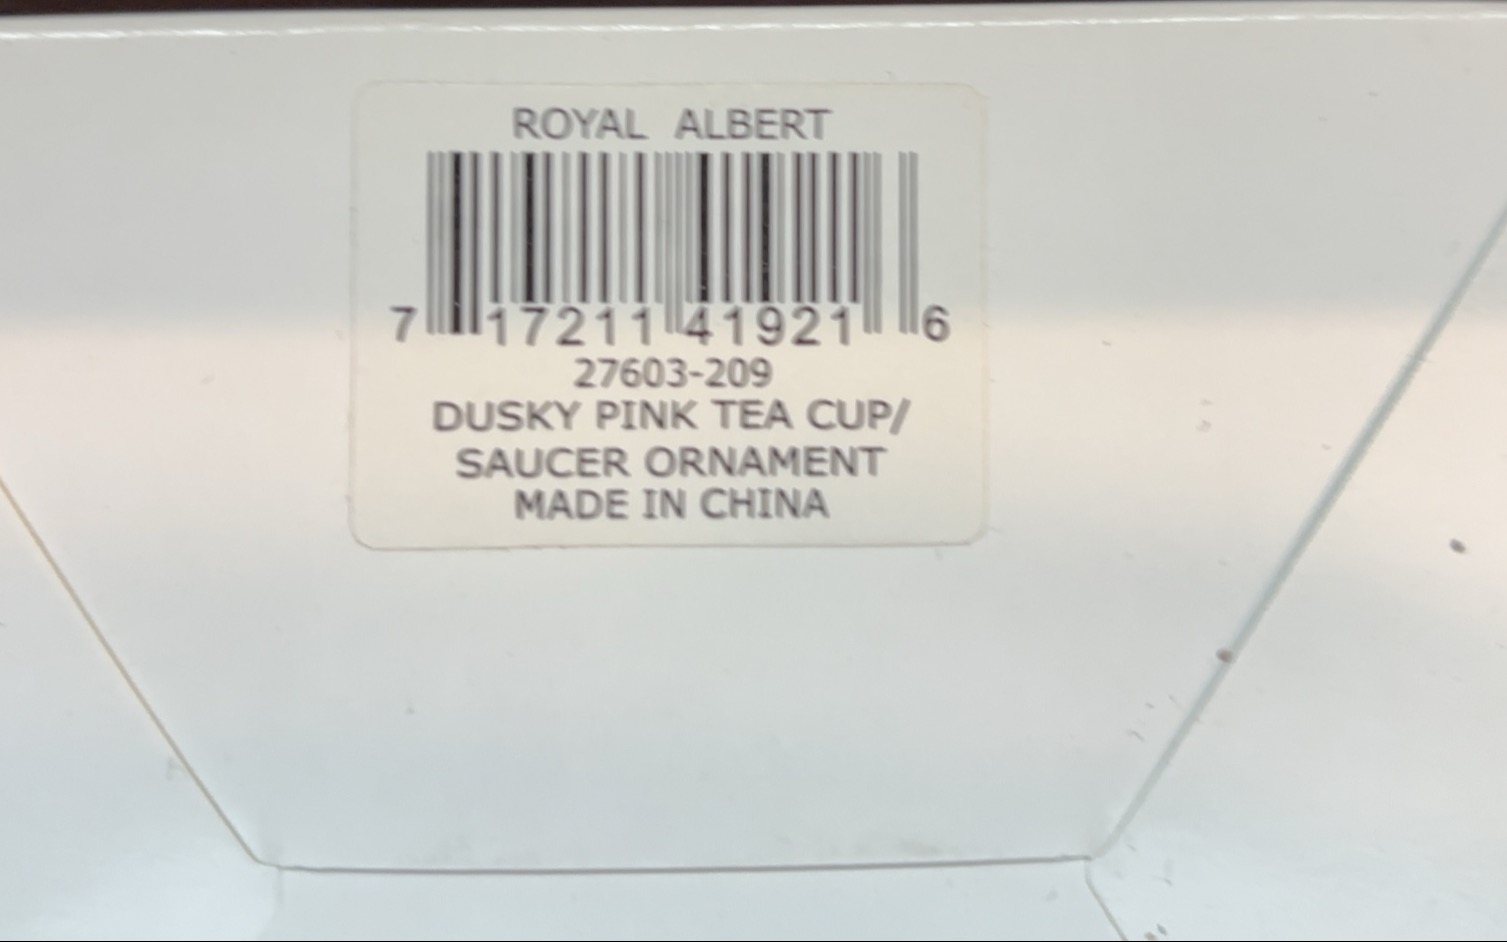 ROYAL ALBERT
7 17211 41921 6
27603-209
DUSKY PINK TEA CUP/
SAUCER ORNAMENT
MADE IN CHINA